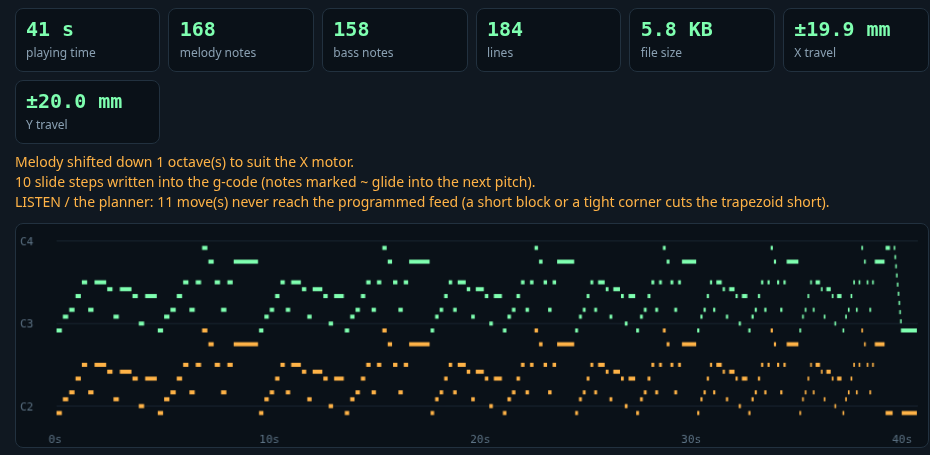 41 s
playing time
168
melody notes
158
bass notes
184
lines
5.8 KB
file size
±19.9 mm
X travel
±20.0 mm
Y travel
Melody shifted down 1 octave(s) to suit the X motor.
10 slide steps written into the g-code (notes marked ~ glide into the next pitch).
LISTEN / the planner: 11 move(s) never reach the programmed feed (a short block or a tight corner cuts the trapezoid short).
C4
C3
C2
0s
10s
20s
30s
40s